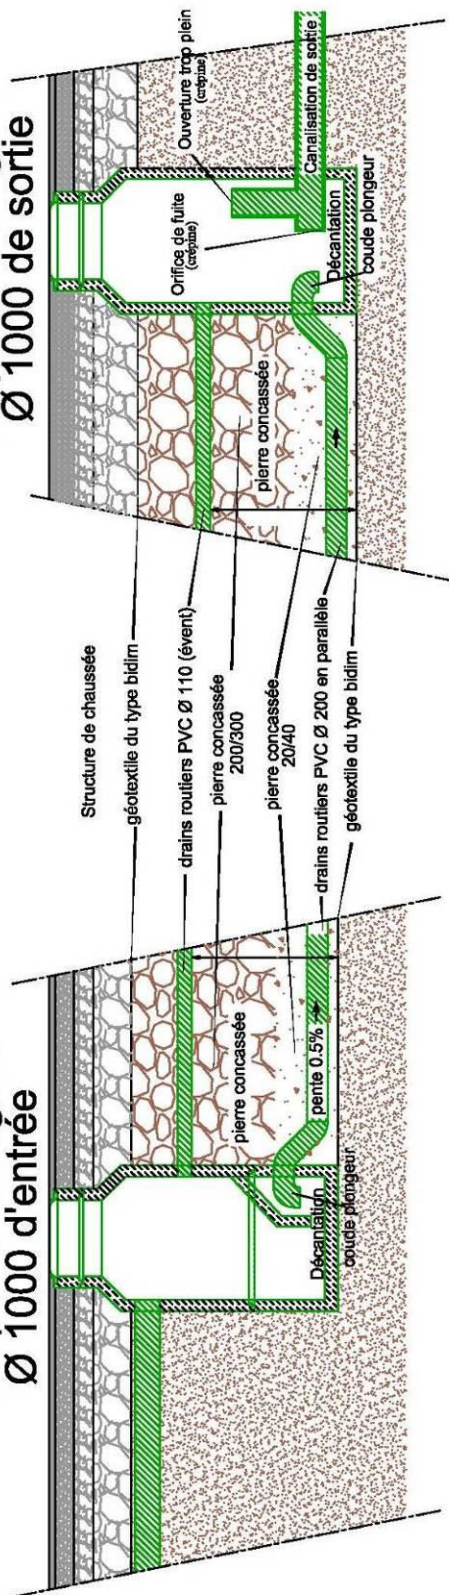 Ø 1000 d'entrée
Ø 1000 de sortie
Structure de chaussée
géotextile du type bidim
drains routiers PVC Ø 110 (évent)
pierre concassée
200/300
pierre concassée
20/40
drains routiers PVC Ø 200 en parallèle
géotextile du type bidim
pierre concassée
pente 0.5%
Décantation
coude plongeur
pierre concassée
Orifice de fuite
(crépine)
Ouverture trop plein
(crépine)
Canalisation de sortie
Décantation
coude plongeur